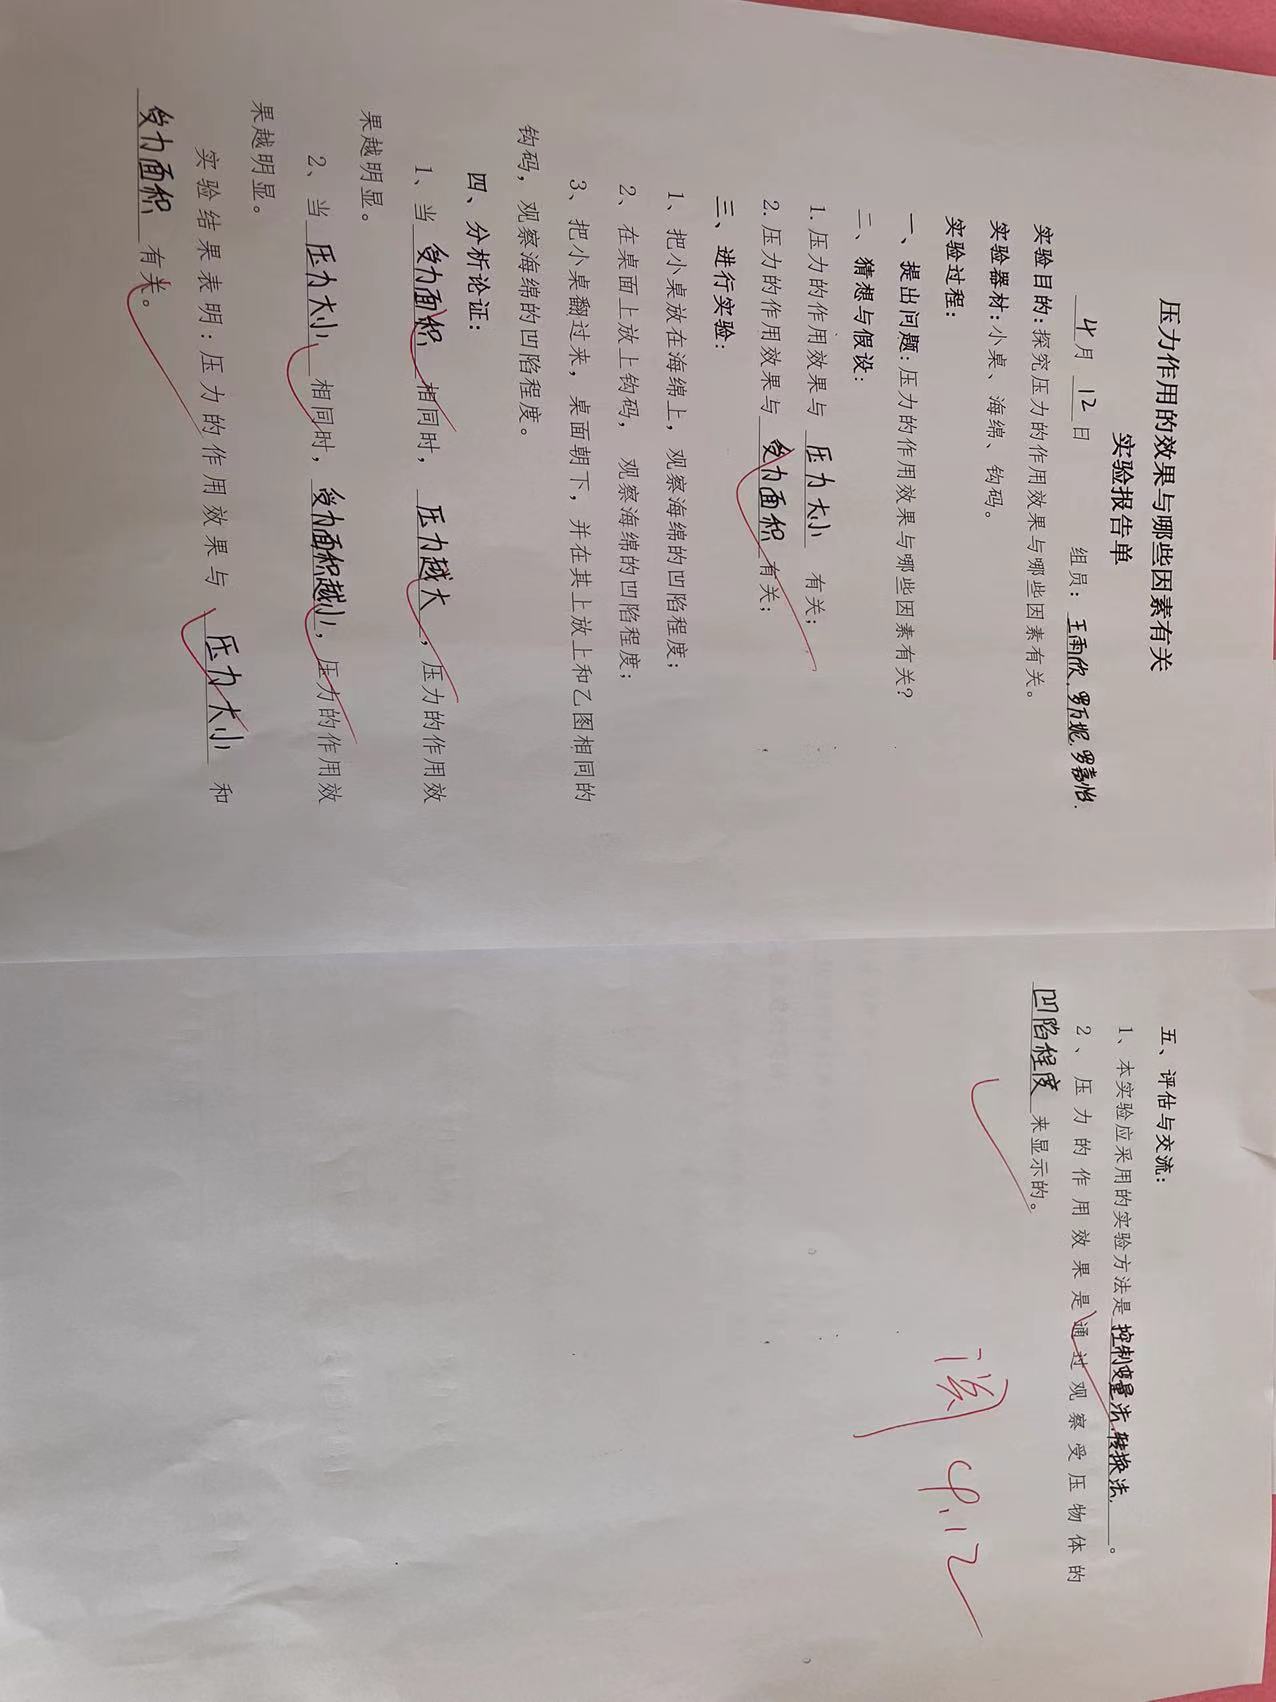 压力作用的效果与哪些因素有关
实验报告单
4月 12日 组员：王雨欣.罗万妮.罗嘉怡.
实验目的：探究压力的作用效果与哪些因素有关。
实验器材：小桌、海绵、钩码。
实验过程：
一、提出问题：压力的作用效果与哪些因素有关？
二、猜想与假设：
1.压力的作用效果与 压力大小 有关；
2.压力的作用效果与 受力面积 有关；
三、进行实验：
1、把小桌放在海绵上，观察海绵的凹陷程度；
2、在桌面上放上钩码，观察海绵的凹陷程度；
3、把小桌翻过来，桌面朝下，并在其上放上和乙图相同的
钩码，观察海绵的凹陷程度。
四、分析论证：
1、当 受力面积 相同时， 压力越大 ，压力的作用效
果越明显。
2、当 压力大小 相同时， 受力面积越小，压力的作用效
果越明显。
实验结果表明：压力的作用效果与 压力大小 和
受力面积 有关。
五、评估与交流：
1、本实验应采用的实验方法是 控制变量法.转换法. 。
2、压力的作用效果是通过观察受压物体的
凹陷程度 来显示的。
阅 4.12